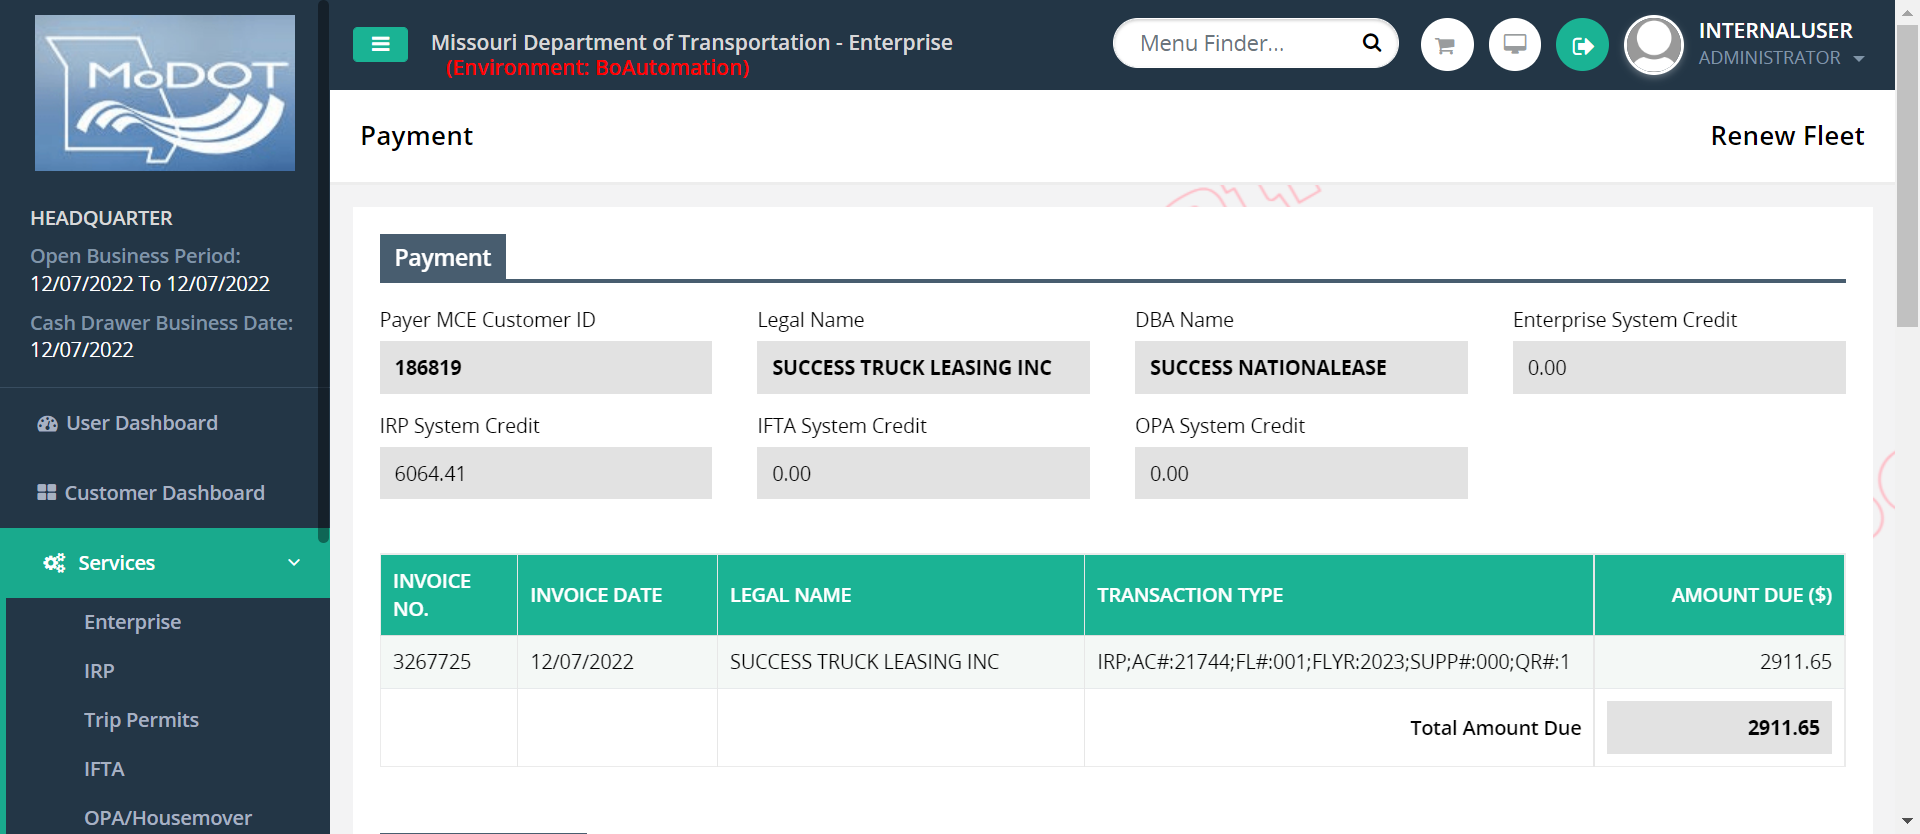 MoDOT
Missouri Department of Transportation - Enterprise
(Environment: BoAutomation)
Menu Finder...
INTERNALUSER
ADMINISTRATOR
HEADQUARTER
Open Business Period:
12/07/2022 To 12/07/2022
Cash Drawer Business Date:
12/07/2022
User Dashboard
Customer Dashboard
Services
Enterprise
IRP
Trip Permits
IFTA
OPA/Housemover
Payment
Renew Fleet
Payment
Payer MCE Customer ID
186819
Legal Name
SUCCESS TRUCK LEASING INC
DBA Name
SUCCESS NATIONALEASE
Enterprise System Credit
0.00
IRP System Credit
6064.41
IFTA System Credit
0.00
OPA System Credit
0.00
INVOICE
NO.
INVOICE DATE
LEGAL NAME
TRANSACTION TYPE
AMOUNT DUE ($)
3267725
12/07/2022
SUCCESS TRUCK LEASING INC
IRP;AC#:21744;FL#:001;FLYR:2023;SUPP#:000;QR#:1
2911.65
Total Amount Due
2911.65